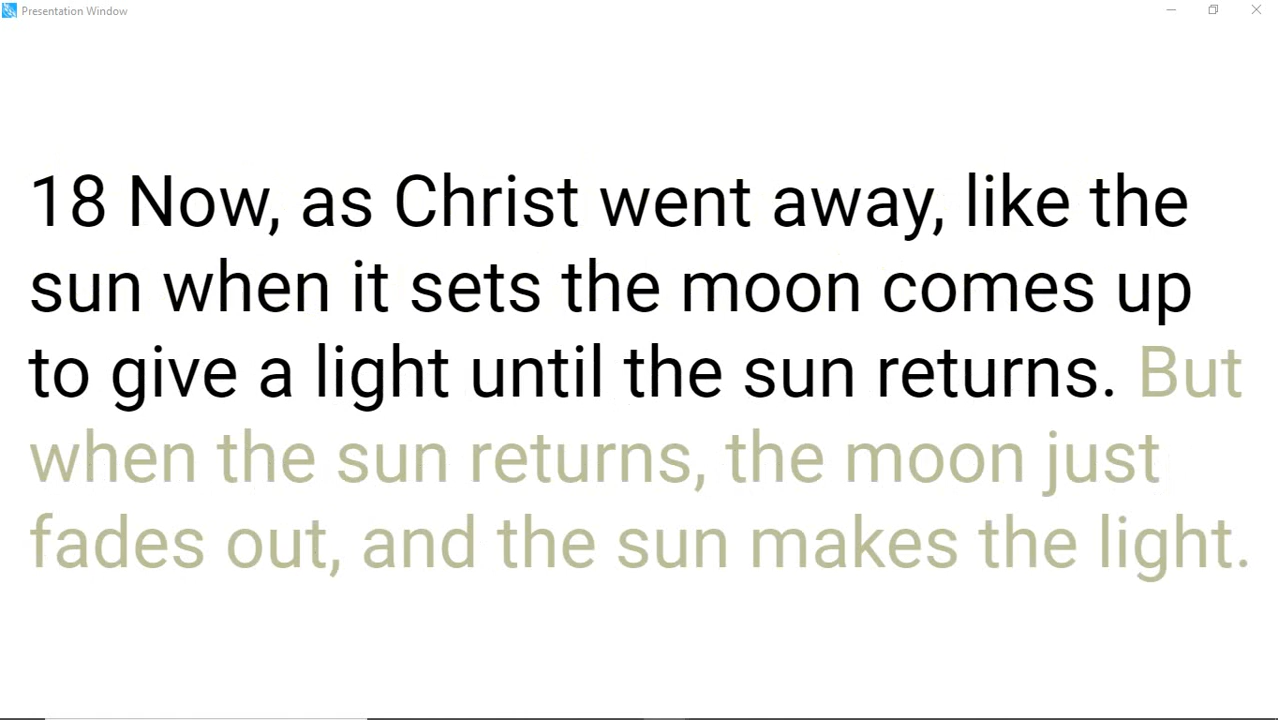 Presentation Window
18 Now, as Christ went away, like the
sun when it sets the moon comes up
to give a light until the sun returns. But
when the sun returns, the moon just
fades out, and the sun makes the light.